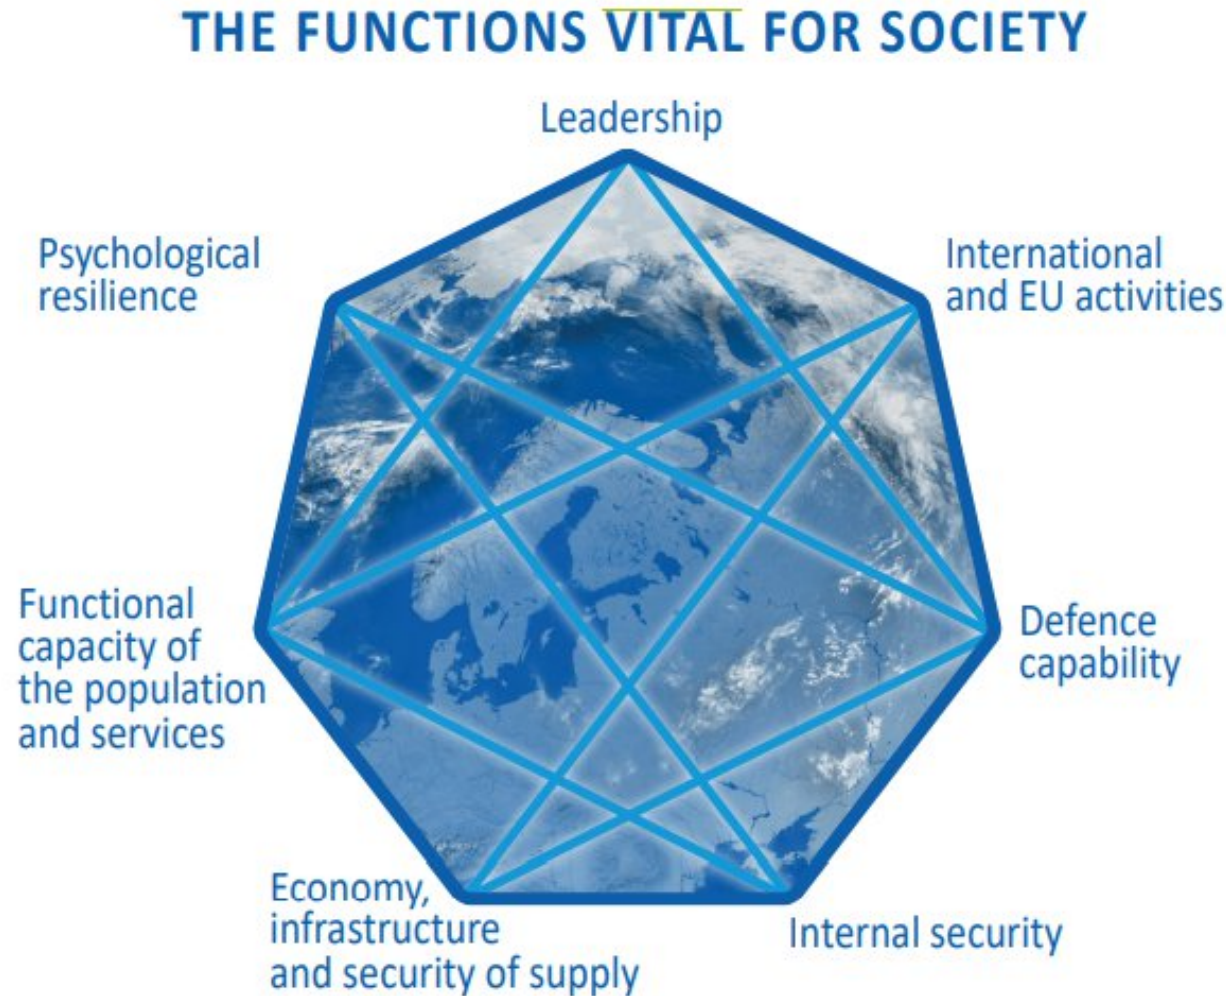 THE FUNCTIONS VITAL FOR SOCIETY
Leadership
Psychological
resilience
International
and EU activities
Functional
capacity of
the population
and services
Defence
capability
Economy,
infrastructure
and security of supply
Internal security